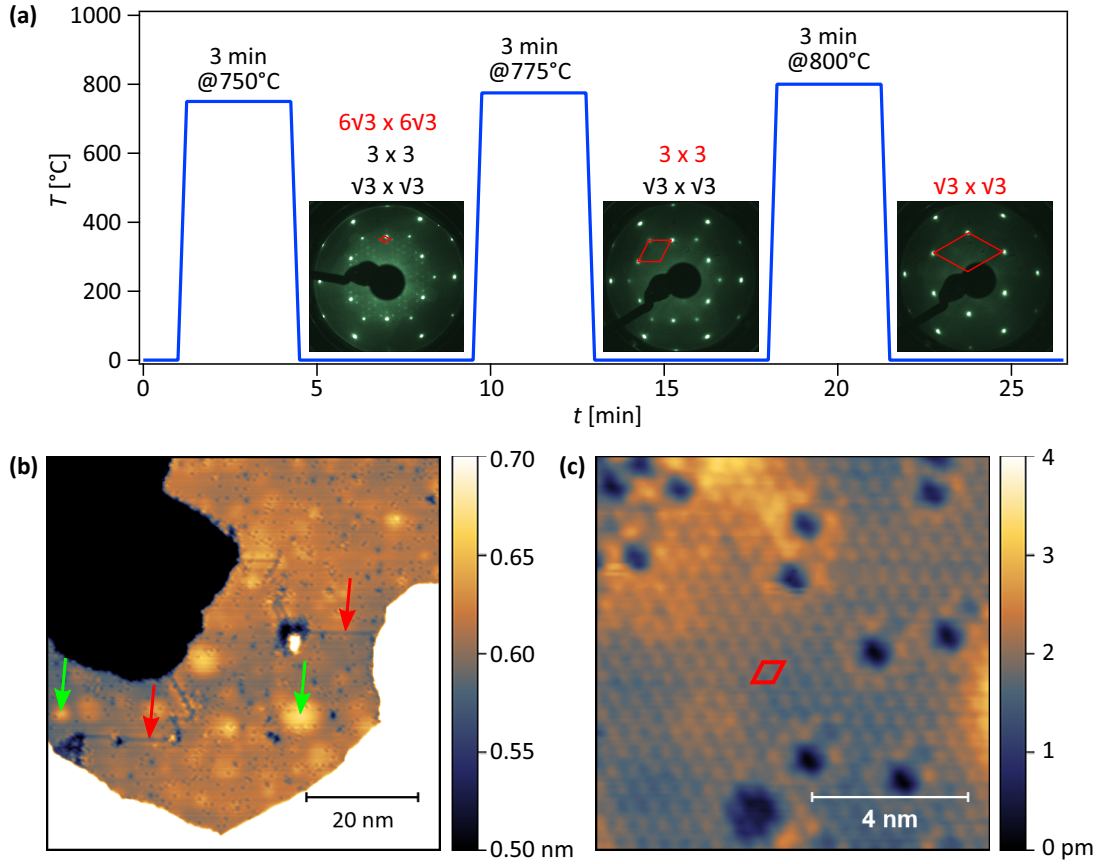 (a)
1000
800
600
400
200
0
T [°C]
3 min
@750°C
3 min
@775°C
3 min
@800°C
6√3 x 6√3
3 x 3
√3 x √3
3 x 3
√3 x √3
√3 x √3
0
5
10
15
20
25
t [min]
(b)
20 nm
0.70
0.65
0.60
0.55
0.50 nm
(c)
4 nm
4
3
2
1
0 pm